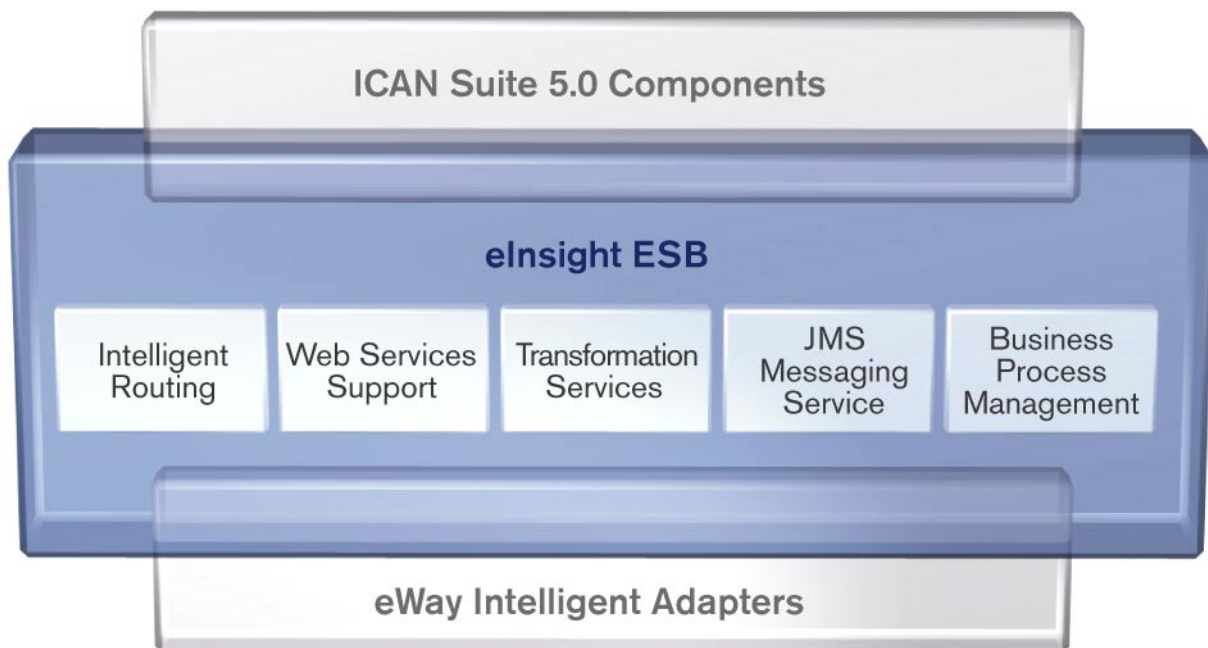 ICAN Suite 5.0 Components
eInsight ESB
Intelligent
Routing
Web Services
Support
Transformation
Services
JMS
Messaging
Service
Business
Process
Management
eWay Intelligent Adapters